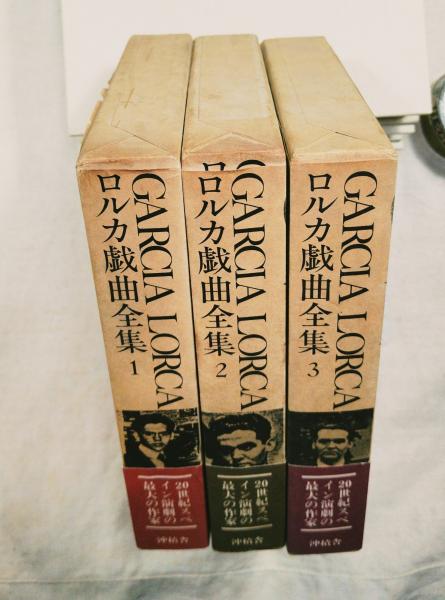 GARCIA LORCA
ロルカ戯曲全集 1
20世紀スペ
イン演劇の
最大の作家
沖積舎
GARCIA LORCA
ロルカ戯曲全集 2
20世紀スペ
イン演劇の
最大の作家
沖積舎
GARCIA LORCA
ロルカ戯曲全集 3
20世紀スペ
イン演劇の
最大の作家
沖積舎